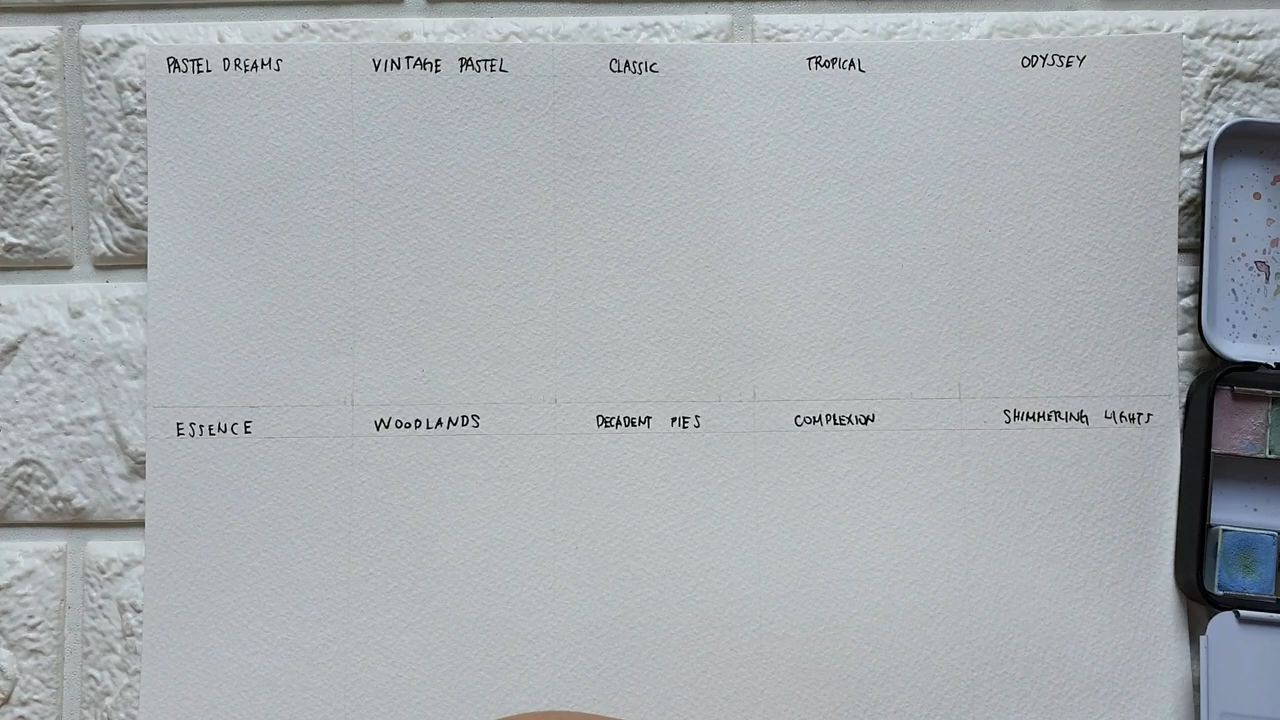 PASTEL DREAMS VINTAGE PASTEL CLASSIC TROPICAL ODYSSEY
ESSENCE WOODLANDS DECADENT PIES COMPLEXION SHIMMERING LIGHTS